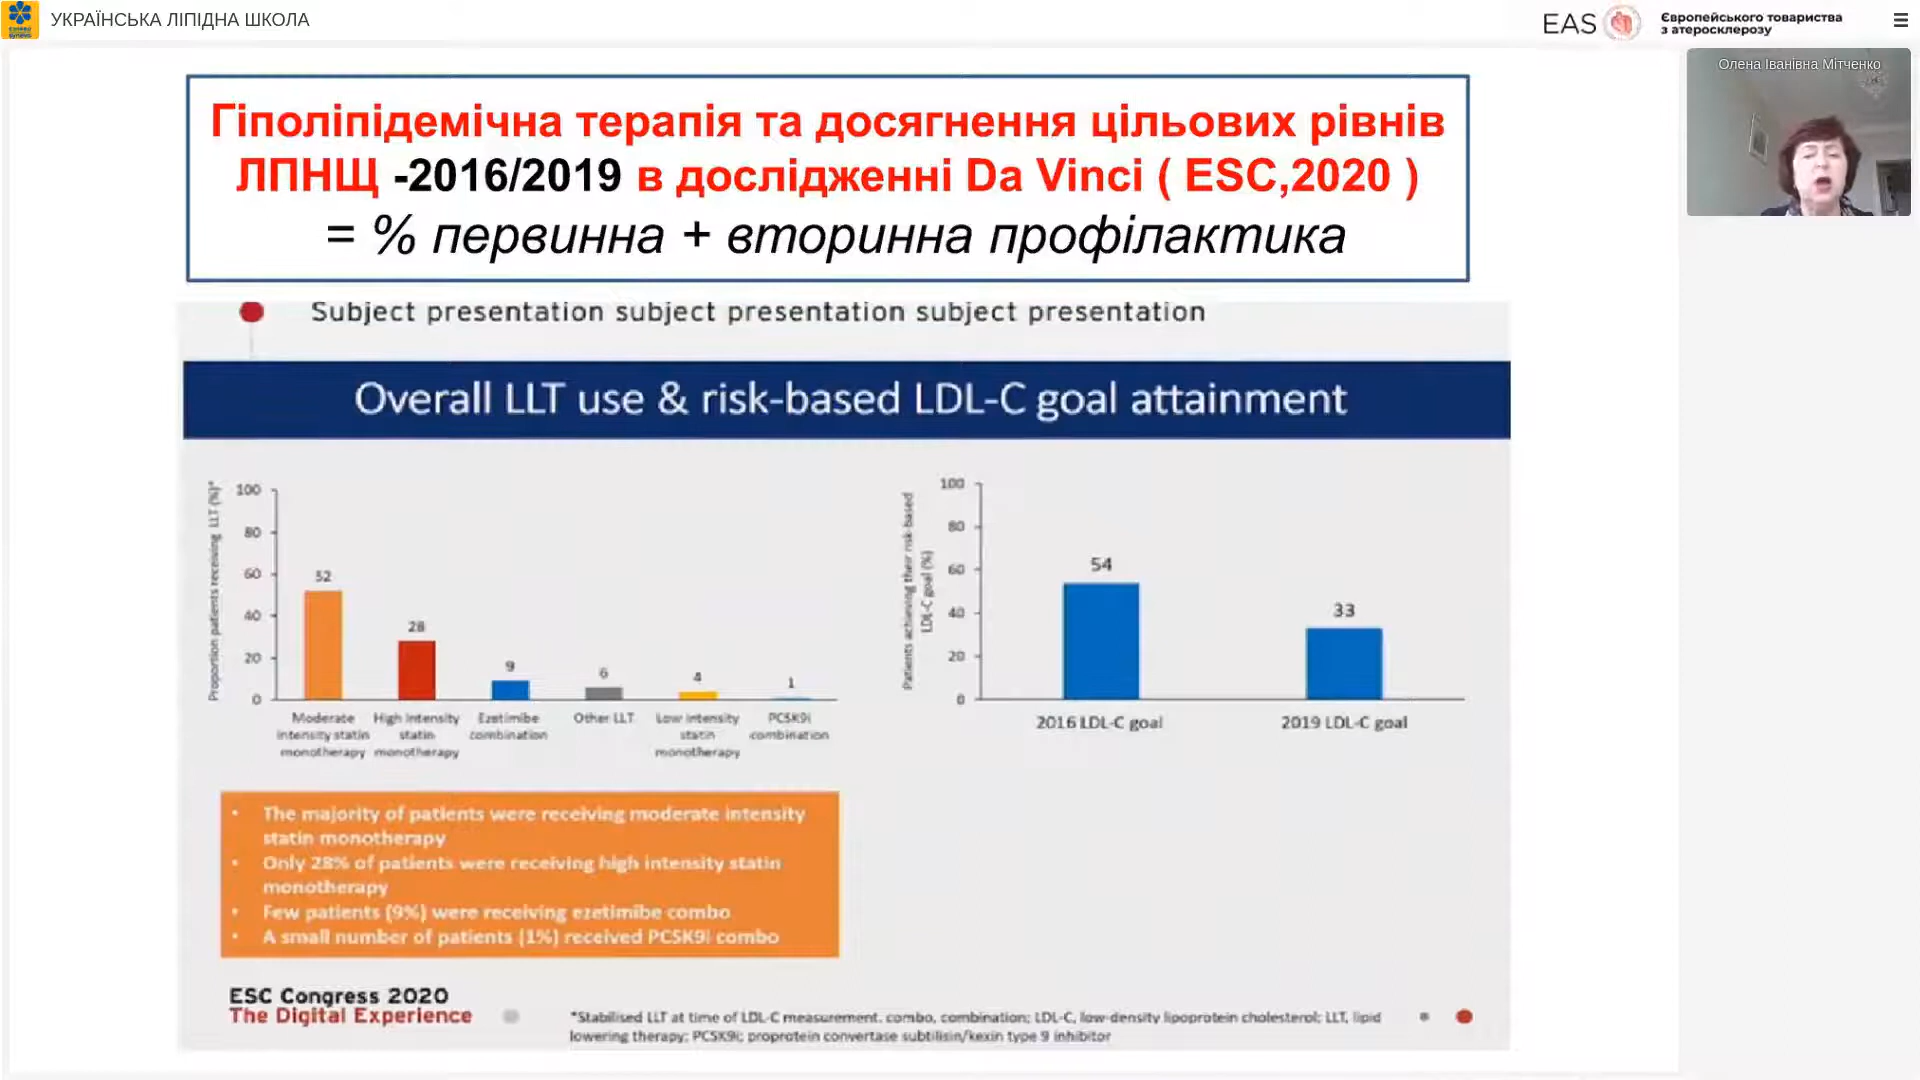 УКРАЇНСЬКА ЛІПІДНА ШКОЛА
EAS
Європейського товариства
з атеросклерозу
Олена Іванівна Мітченко
Гіполіпідемічна терапія та досягнення цільових рівнів
ЛПНЩ -2016/2019 в дослідженні Da Vinci ( ESC,2020 )
= % первинна + вторинна профілактика
Subject presentation subject presentation subject presentation
Overall LLT use & risk-based LDL-C goal attainment
Proportion patients receiving LLT (%)*
100
80
60
40
20
0
52
28
9
6
4
1
Moderate intensity statin monotherapy
High intensity statin monotherapy
Ezetimibe combination
Other LLT
Low intensity statin monotherapy
PCSK9i combination
Patients achieving their risk-based
LDL-C goal (%)
100
80
60
40
20
0
54
33
2016 LDL-C goal
2019 LDL-C goal
• The majority of patients were receiving moderate intensity
statin monotherapy
• Only 28% of patients were receiving high intensity statin
monotherapy
• Few patients (9%) were receiving ezetimibe combo
• A small number of patients (1%) received PCSK9i combo
ESC Congress 2020
The Digital Experience
*Stabilised LLT at time of LDL-C measurement. combo, combination; LDL-C, low-density lipoprotein cholesterol; LLT, lipid
lowering therapy; PCSK9i; proprotein convertase subtilisin/kexin type 9 inhibitor